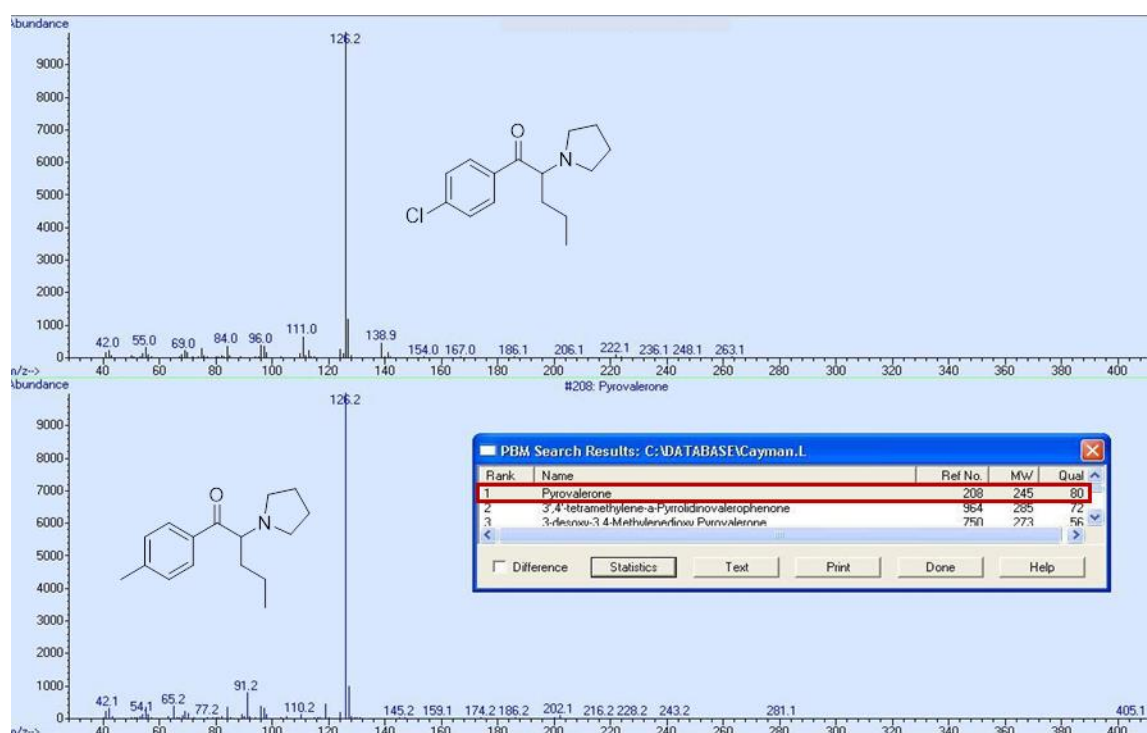 Abundance
126.2
9000
8000
7000
6000
5000
4000
3000
2000
1000
0
42.0 55.0 69.0 84.0 96.0 111.0 138.9 154.0 167.0 186.1 206.1 222.1 236.1 248.1 263.1
O
N
Cl
m/z--> 40 60 80 100 120 140 160 180 200 220 240 260 280 300 320 340 360 380 400
Abundance
#208: Pyrovalerone
126.2
9000
8000
7000
6000
5000
4000
3000
2000
1000
0
42.1 54.1 65.2 77.2 91.2 110.2 145.2 159.1 174.2 186.2 202.1 216.2 228.2 243.2 281.1 405.1
O
N
m/z--> 40 60 80 100 120 140 160 180 200 220 240 260 280 300 320 340 360 380 400
PBM Search Results: C:\DATABASE\Cayman.L
Rank Name Ref No. MW Qual
1 Pyrovalerone 208 245 80
2 3',4'-tetramethylene-a-Pyrrolidinovalerophenone 964 285 72
3 3-desoxy-3,4-Methylenedioxy Pyrovalerone 750 273 56
Difference Statistics Text Print Done Help